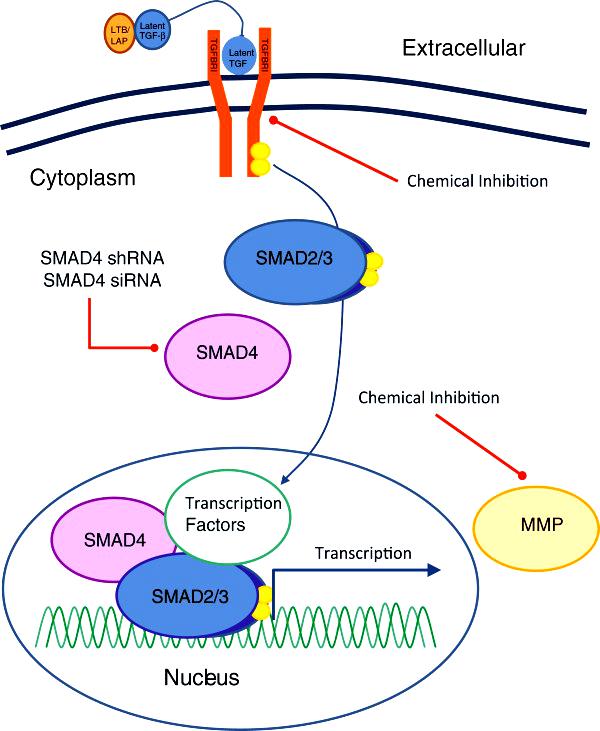 LTB/
LAP
Latent
TGF-β
TGFBRI
Latent
TGF
TGFBRI
Extracellular
Cytoplasm
Chemical Inhibition
SMAD2/3
SMAD4 shRNA
SMAD4 siRNA
SMAD4
Chemical Inhibition
Transcription
Factors
MMP
SMAD4
Transcription
SMAD2/3
Nucleus